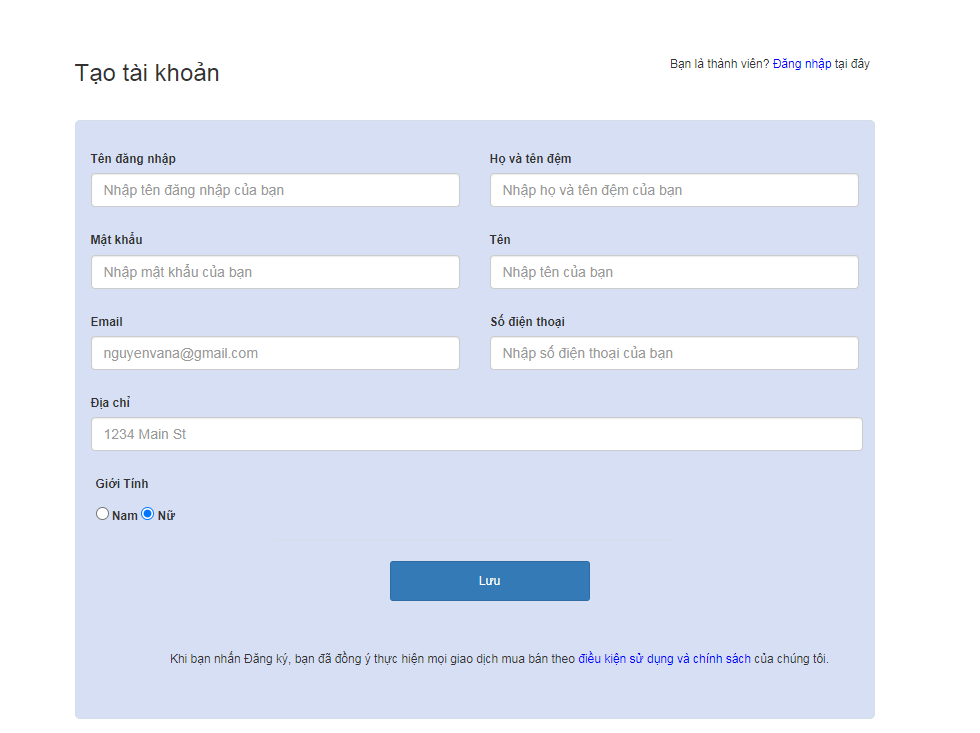 Tạo tài khoản
Bạn là thành viên? Đăng nhập tại đây
Tên đăng nhập
Họ và tên đệm
Nhập tên đăng nhập của bạn
Nhập họ và tên đệm của bạn
Mật khẩu
Tên
Nhập mật khẩu của bạn
Nhập tên của bạn
Email
Số điện thoại
nguyenvana@gmail.com
Nhập số điện thoại của bạn
Địa chỉ
1234 Main St
Giới Tính
Nam Nữ
Lưu
Khi bạn nhấn Đăng ký, bạn đã đồng ý thực hiện mọi giao dịch mua bán theo điều kiện sử dụng và chính sách của chúng tôi.